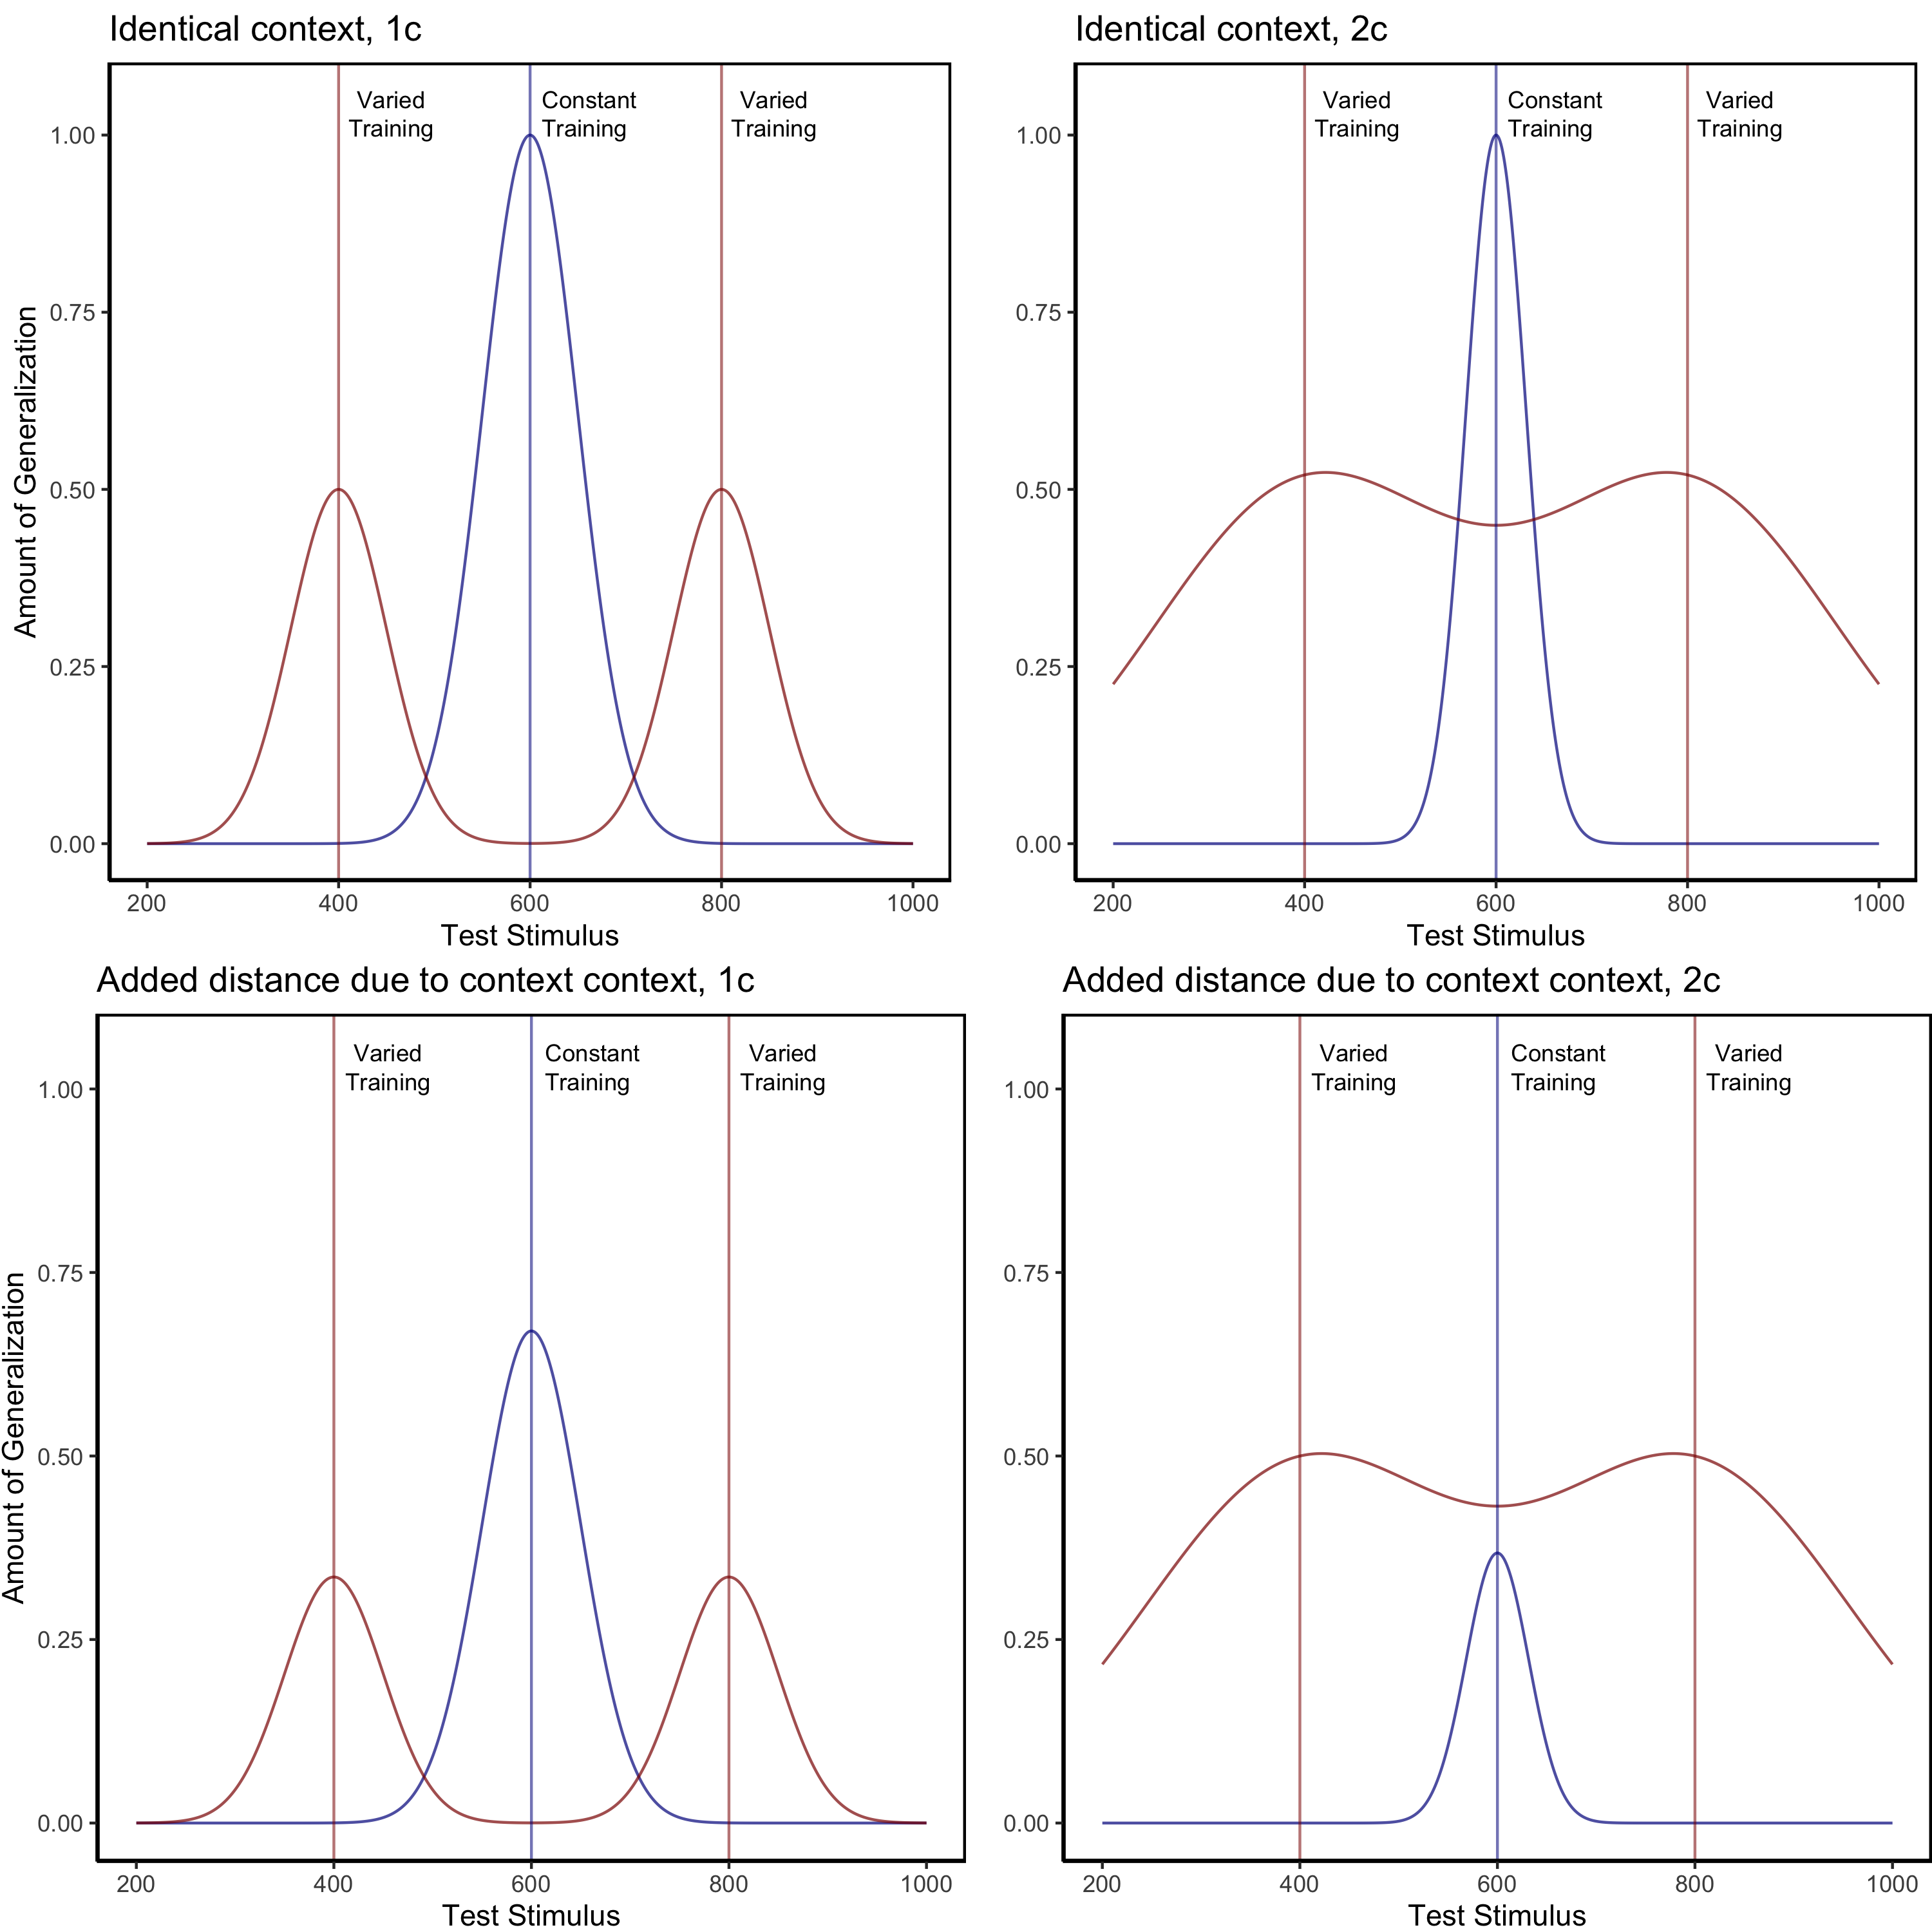 Identical context, 1c
Varied
Training
Constant
Training
Varied
Training
1.00
0.75
0.50
0.25
0.00
Amount of Generalization
200 400 600 800 1000
Test Stimulus
Identical context, 2c
Varied
Training
Constant
Training
Varied
Training
1.00
0.75
0.50
0.25
0.00
200 400 600 800 1000
Test Stimulus
Added distance due to context context, 1c
Varied
Training
Constant
Training
Varied
Training
1.00
0.75
0.50
0.25
0.00
Amount of Generalization
200 400 600 800 1000
Test Stimulus
Added distance due to context context, 2c
Varied
Training
Constant
Training
Varied
Training
1.00
0.75
0.50
0.25
0.00
200 400 600 800 1000
Test Stimulus